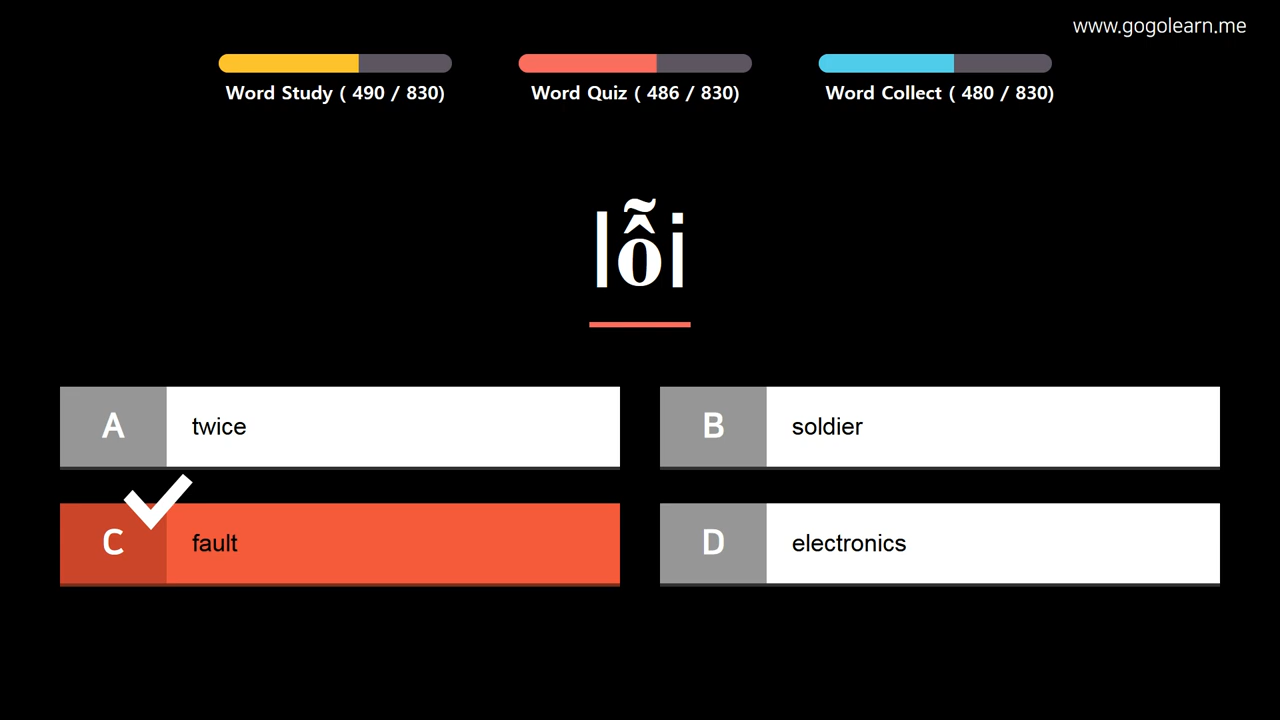 www.gogolearn.me
Word Study ( 490 / 830)
Word Quiz ( 486 / 830)
Word Collect ( 480 / 830)
lỗi
A twice
B soldier
C fault
D electronics